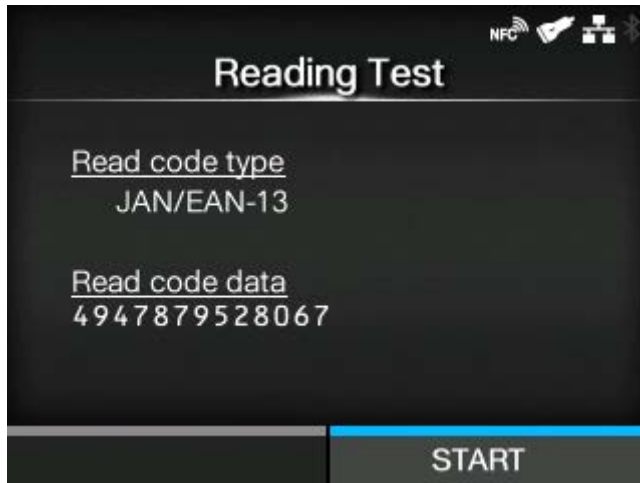 NFC
Reading Test
Read code type
JAN/EAN-13
Read code data
4947879528067
START